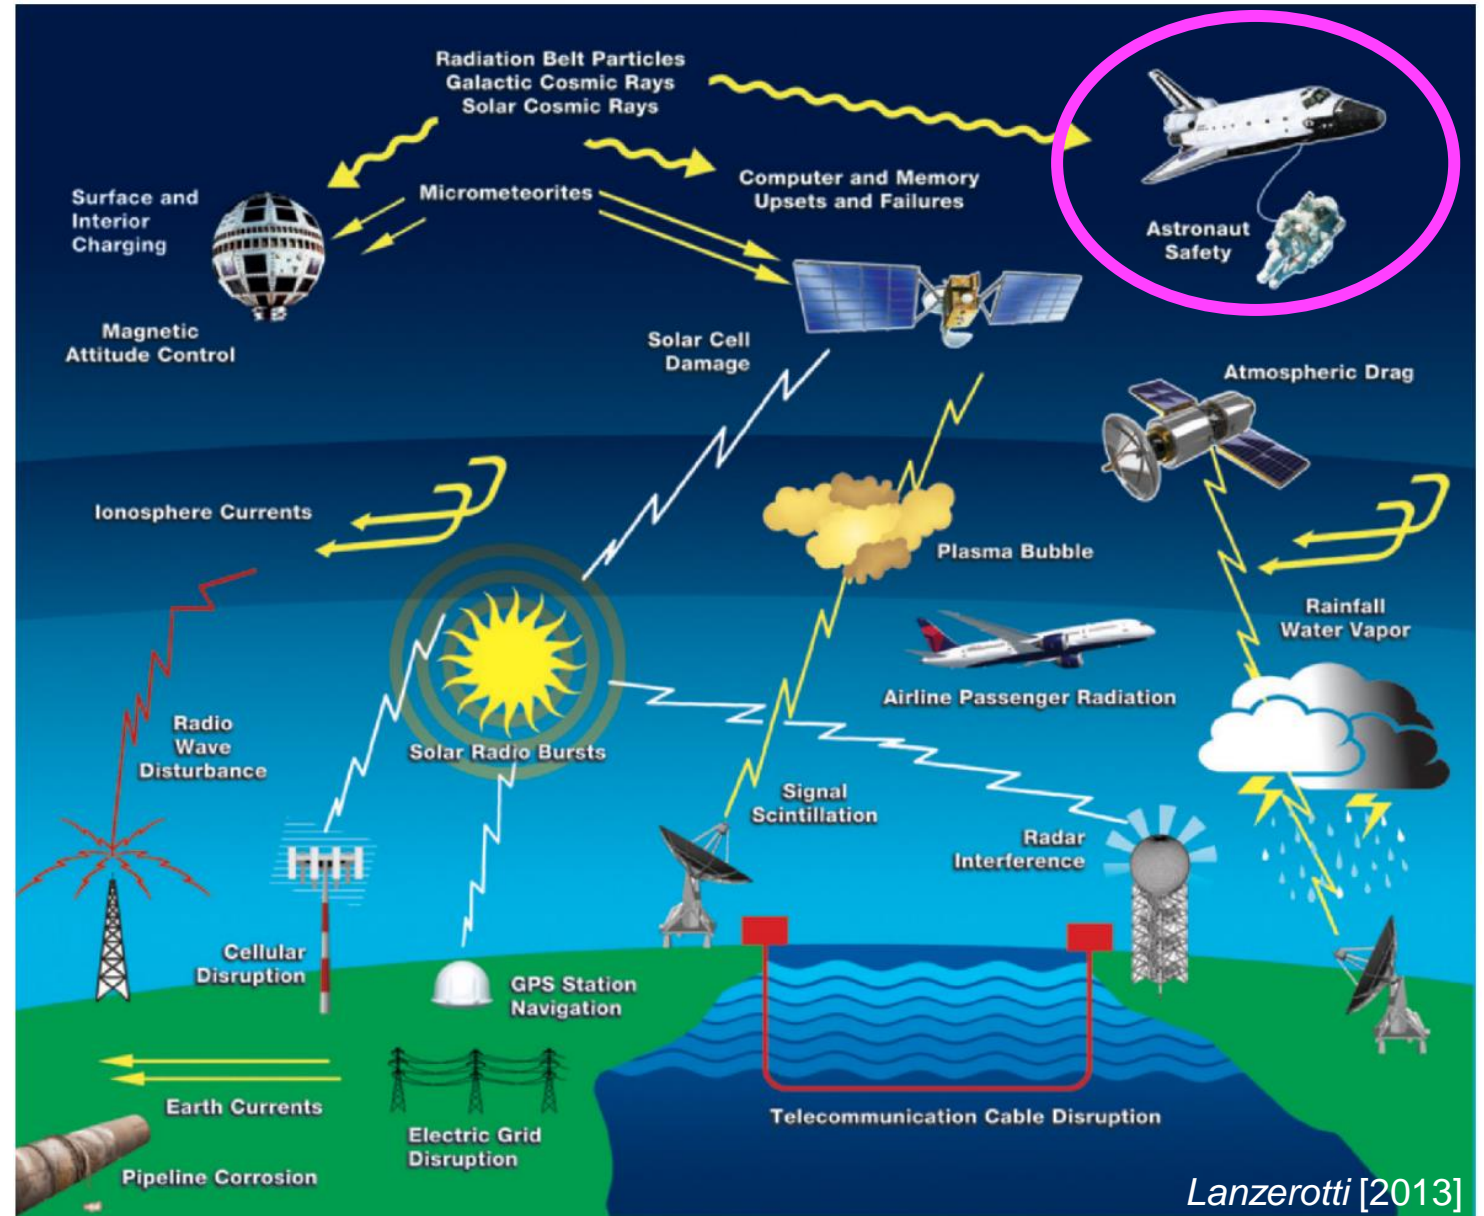 Radiation Belt Particles
Galactic Cosmic Rays
Solar Cosmic Rays
Surface and
Interior
Charging
Micrometeorites
Computer and Memory
Upsets and Failures
Astronaut
Safety
Magnetic
Attitude Control
Solar Cell
Damage
Atmospheric Drag
Ionosphere Currents
Plasma Bubble
Rainfall
Water Vapor
Airline Passenger Radiation
Radio
Wave
Disturbance
Solar Radio Bursts
Signal
Scintillation
Radar
Interference
Cellular
Disruption
GPS Station
Navigation
Earth Currents
Electric Grid
Disruption
Telecommunication Cable Disruption
Pipeline Corrosion
Lanzerotti [2013]